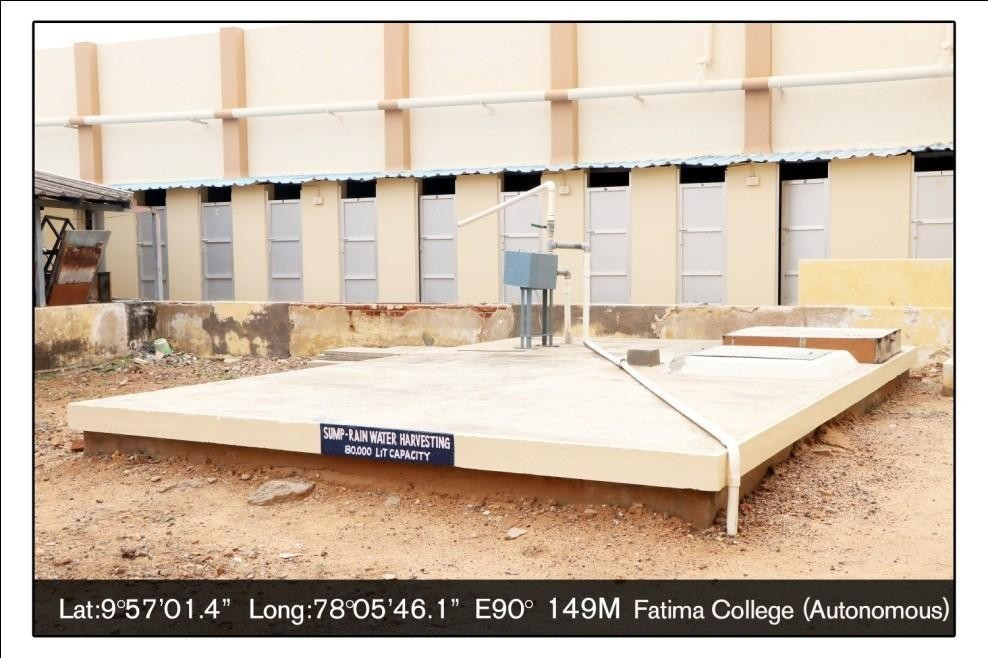 SUMP-RAIN WATER HARVESTING
80,000 LIT CAPACITY
Lat:9°57'01.4” Long:78°05'46.1” E90° 149M Fatima College (Autonomous)